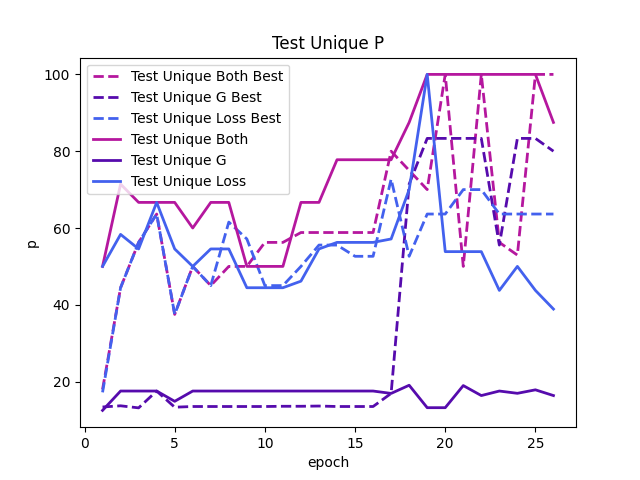 Test Unique P
100
80
60
40
20
p
Test Unique Both Best
Test Unique G Best
Test Unique Loss Best
Test Unique Both
Test Unique G
Test Unique Loss
0 5 10 15 20 25
epoch